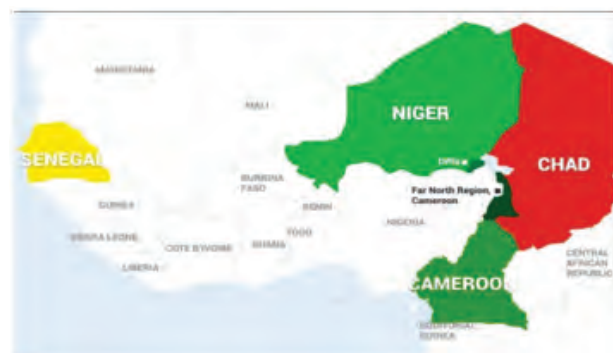 MAURITANIA
MALI
NIGER
SENEGAL
Diffa
CHAD
BURKINA
FASO
Far North Region,
Cameroon
GUINEA
BENIN
NIGERIA
TOGO
SIERRA LEONE
COTE D'IVOIRE
GHANA
LIBERIA
CENTRAL
AFRICAN
REPUBLIC
CAMEROON
EQUATORIAL
GUINEA